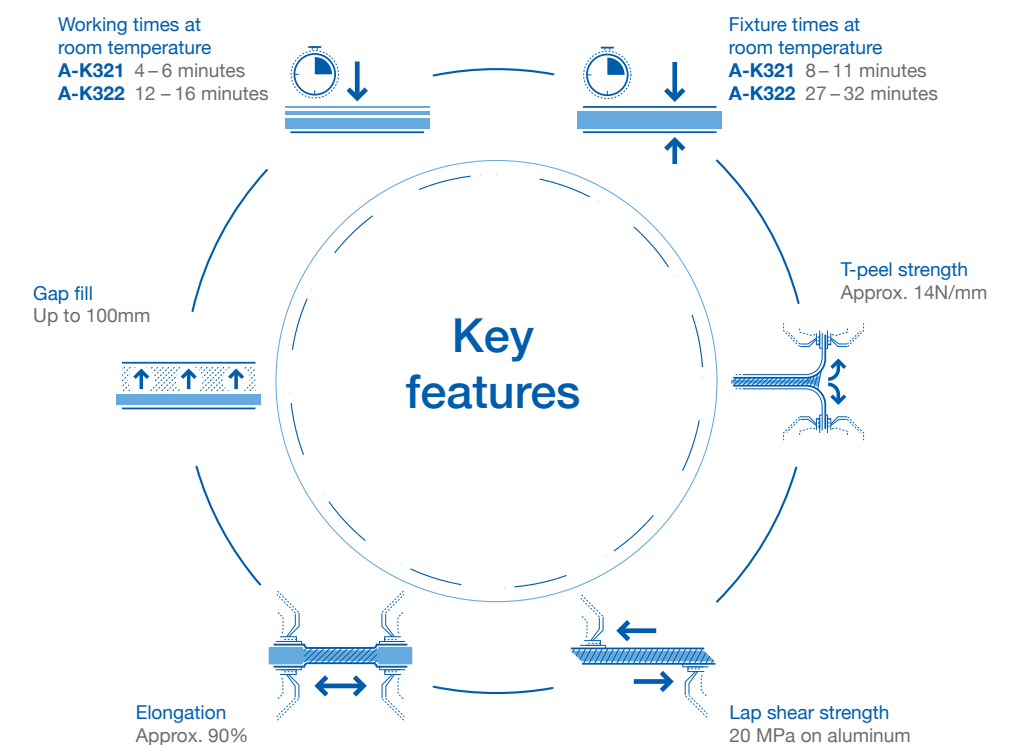 Working times at
room temperature
A-K321 4–6 minutes
A-K322 12–16 minutes
Fixture times at
room temperature
A-K321 8–11 minutes
A-K322 27–32 minutes
T-peel strength
Approx. 14N/mm
Gap fill
Up to 100mm
Key
features
Elongation
Approx. 90%
Lap shear strength
20 MPa on aluminum